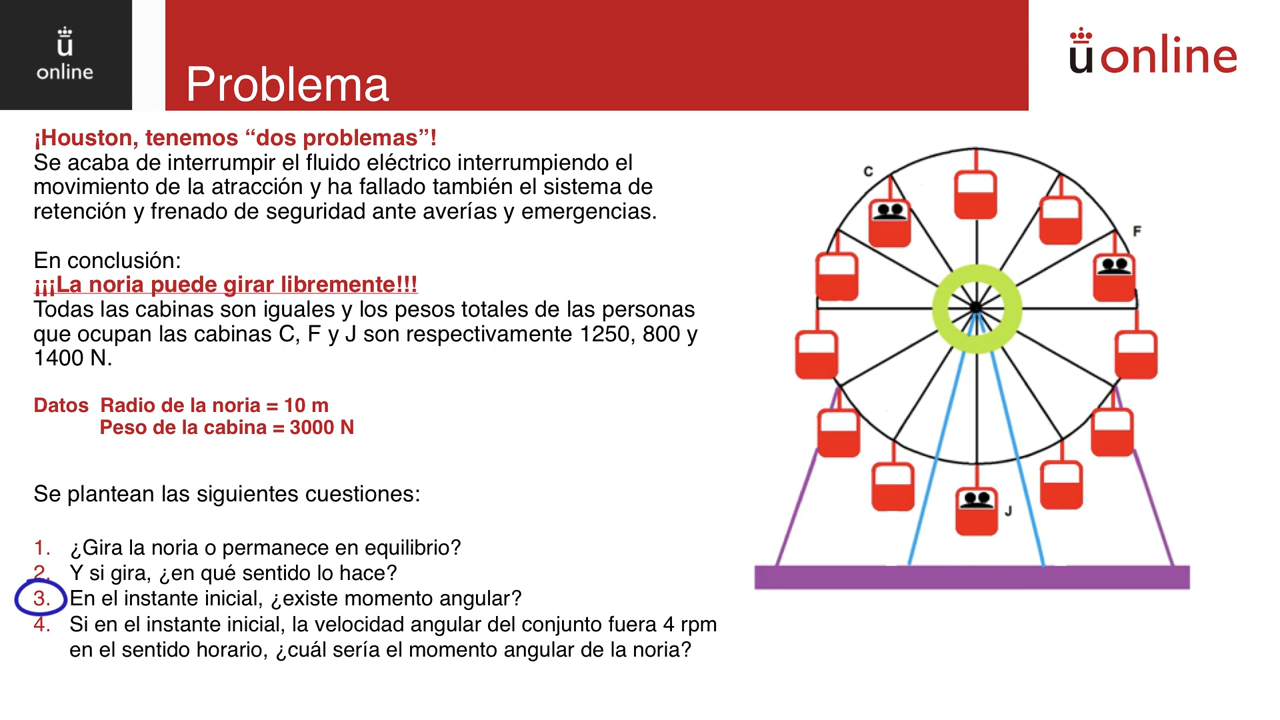 ü
online
Problema
üonline
¡Houston, tenemos “dos problemas”!
Se acaba de interrumpir el fluido eléctrico interrumpiendo el
movimiento de la atracción y ha fallado también el sistema de
retención y frenado de seguridad ante averías y emergencias.
En conclusión:
¡¡¡La noria puede girar libremente!!!
Todas las cabinas son iguales y los pesos totales de las personas
que ocupan las cabinas C, F y J son respectivamente 1250, 800 y
1400 N.
Datos Radio de la noria = 10 m
Peso de la cabina = 3000 N
Se plantean las siguientes cuestiones:
1. ¿Gira la noria o permanece en equilibrio?
2. Y si gira, ¿en qué sentido lo hace?
3. En el instante inicial, ¿existe momento angular?
4. Si en el instante inicial, la velocidad angular del conjunto fuera 4 rpm
en el sentido horario, ¿cuál sería el momento angular de la noria?
C
F
J